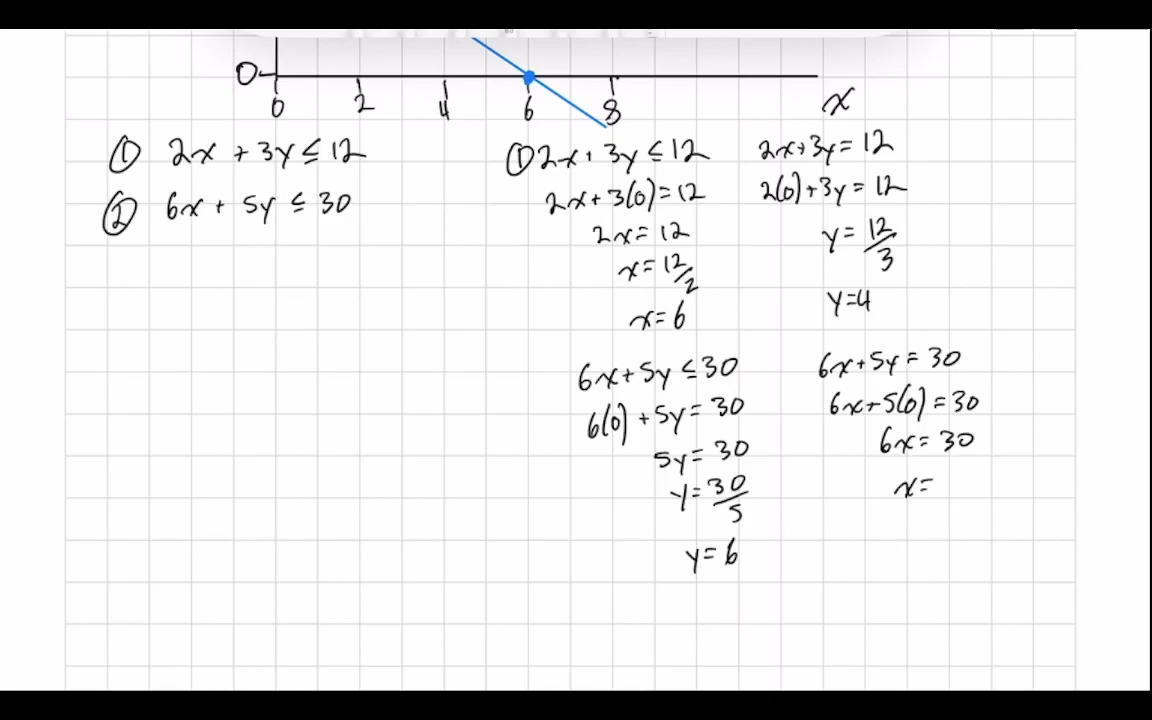 0
0 2 4 6 8 x
① 2x + 3y ≤ 12
② 6x + 5y ≤ 30
① 2x + 3y ≤ 12
2x + 3(0) = 12
2x = 12
x = 12/2
x = 6
2x + 3y = 12
2(0) + 3y = 12
y = 12/3
y = 4
6x + 5y ≤ 30
6(0) + 5y = 30
5y = 30
y = 30/5
y = 6
6x + 5y = 30
6x + 5(0) = 30
6x = 30
x =